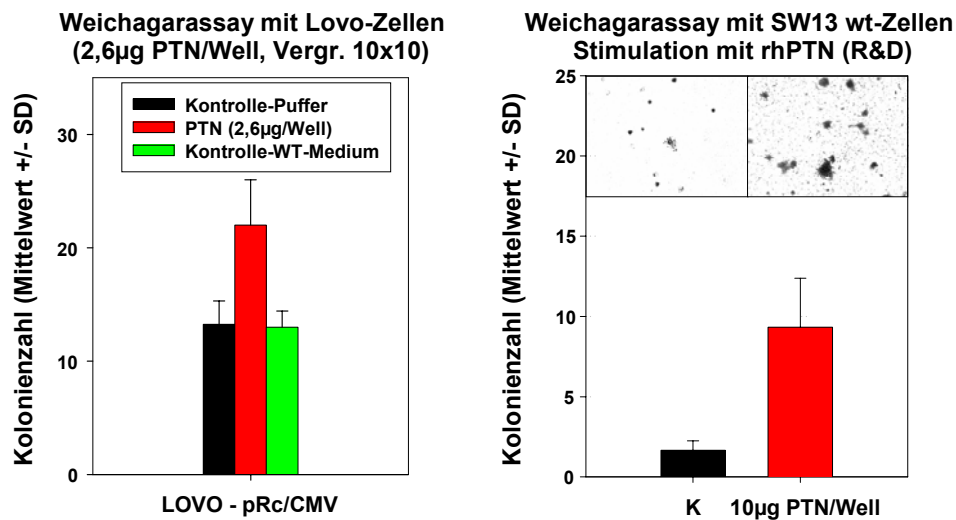 Weichagarassay mit Lovo-Zellen
(2,6µg PTN/Well, Vergr. 10x10)
Kolonienzahl (Mittelwert +/- SD)
30
20
10
0
Kontrolle-Puffer
PTN (2,6µg/Well)
Kontrolle-WT-Medium
LOVO - pRc/CMV
Weichagarassay mit SW13 wt-Zellen
Stimulation mit rhPTN (R&D)
Kolonienzahl (Mittelwert +/- SD)
25
20
15
10
5
0
K 10µg PTN/Well